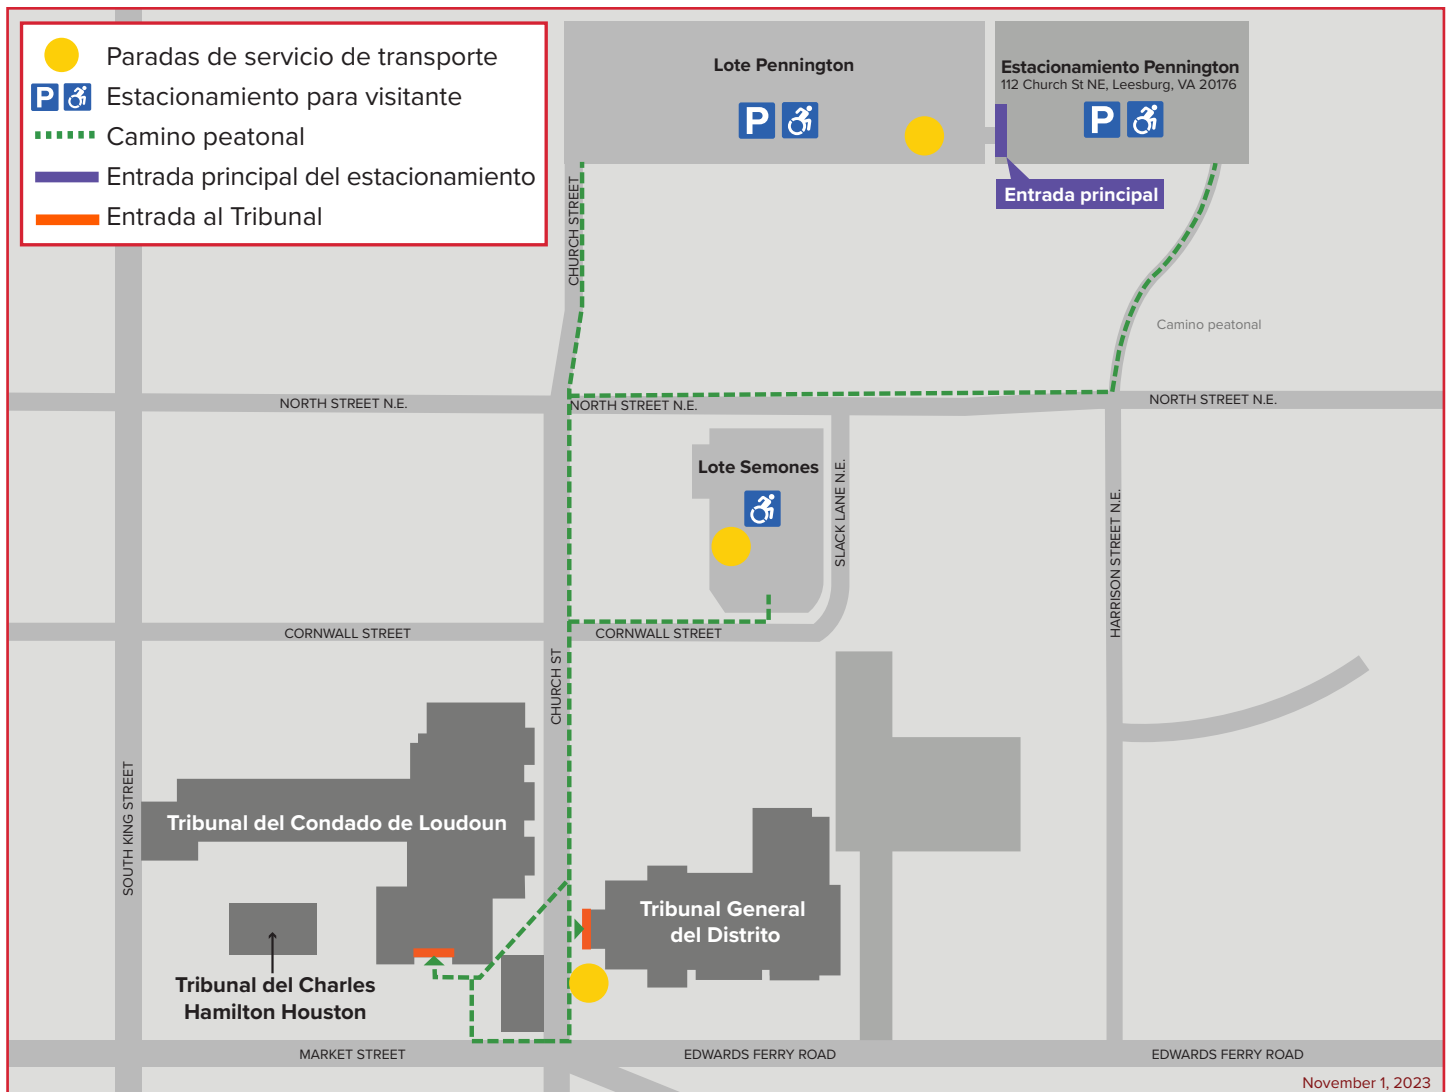 Paradas de servicio de transporte
P Estacionamiento para visitante
Camino peatonal
Entrada principal del estacionamiento
Entrada al Tribunal
Lote Pennington
P
Estacionamiento Pennington
112 Church St NE, Leesburg, VA 20176
P
Entrada principal
CHURCH STREET
Camino peatonal
NORTH STREET N.E.
NORTH STREET N.E.
NORTH STREET N.E.
Lote Semones
SLACK LANE N.E.
HARRISON STREET N.E.
CORNWALL STREET
CORNWALL STREET
CHURCH ST
SOUTH KING STREET
Tribunal del Condado de Loudoun
Tribunal General
del Distrito
Tribunal del Charles
Hamilton Houston
MARKET STREET
EDWARDS FERRY ROAD
EDWARDS FERRY ROAD
November 1, 2023